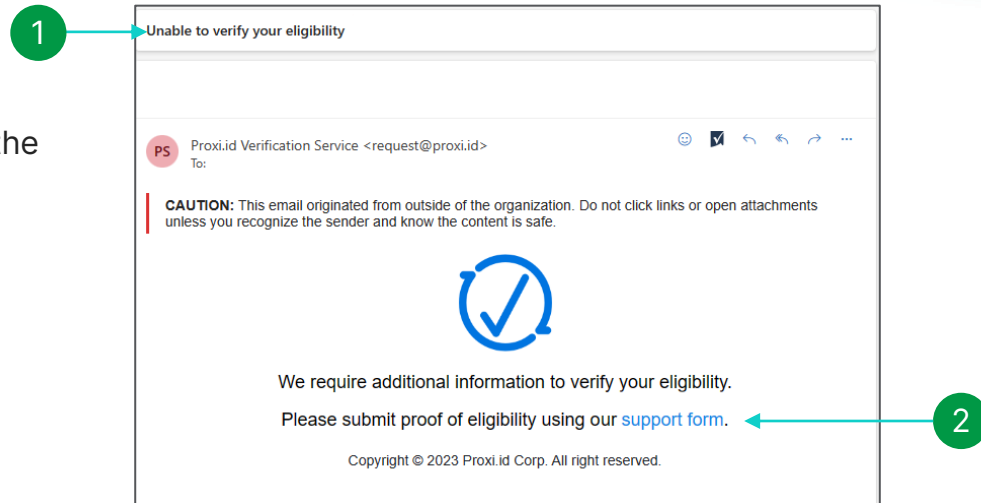 1
Unable to verify your eligibility
the
PS
Proxi.id Verification Service <request@proxi.id>
To:
CAUTION: This email originated from outside of the organization. Do not click links or open attachments
unless you recognize the sender and know the content is safe.
We require additional information to verify your eligibility.
Please submit proof of eligibility using our support form.
2
Copyright © 2023 Proxi.id Corp. All right reserved.